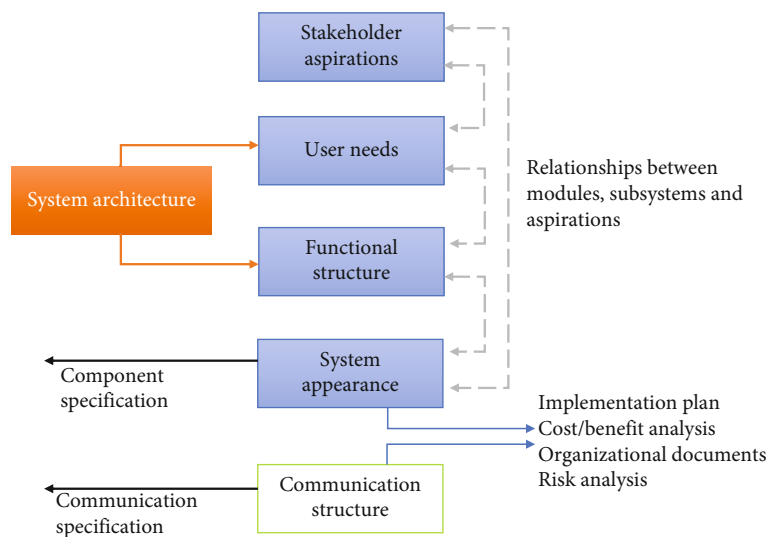 Stakeholder
aspirations
User needs
System architecture
Relationships between
modules, subsystems and
aspirations
Functional
structure
System
appearance
Component
specification
Implementation plan
Cost/benefit analysis
Organizational documents
Risk analysis
Communication
structure
Communication
specification